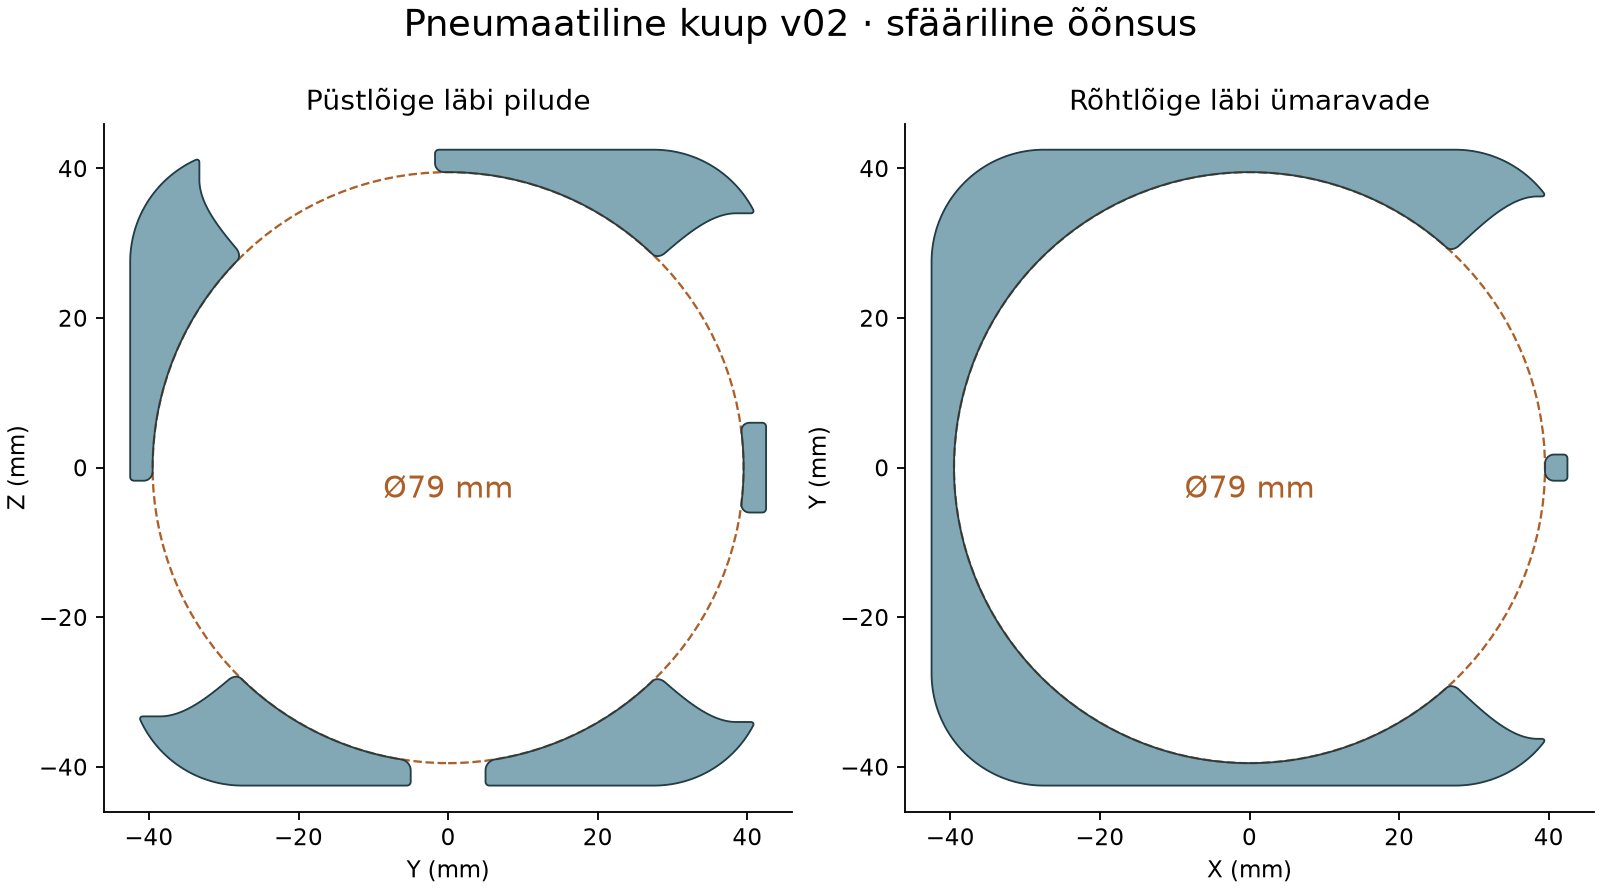 Pneumaatiline kuup v02 · sfääriline õõnsus
Püstlõige läbi pilude
40
20
0
−20
−40
Z (mm)
Ø79 mm
−40 −20 0 20 40
Y (mm)
Rõhtlõige läbi ümaravade
40
20
0
−20
−40
Y (mm)
Ø79 mm
−40 −20 0 20 40
X (mm)